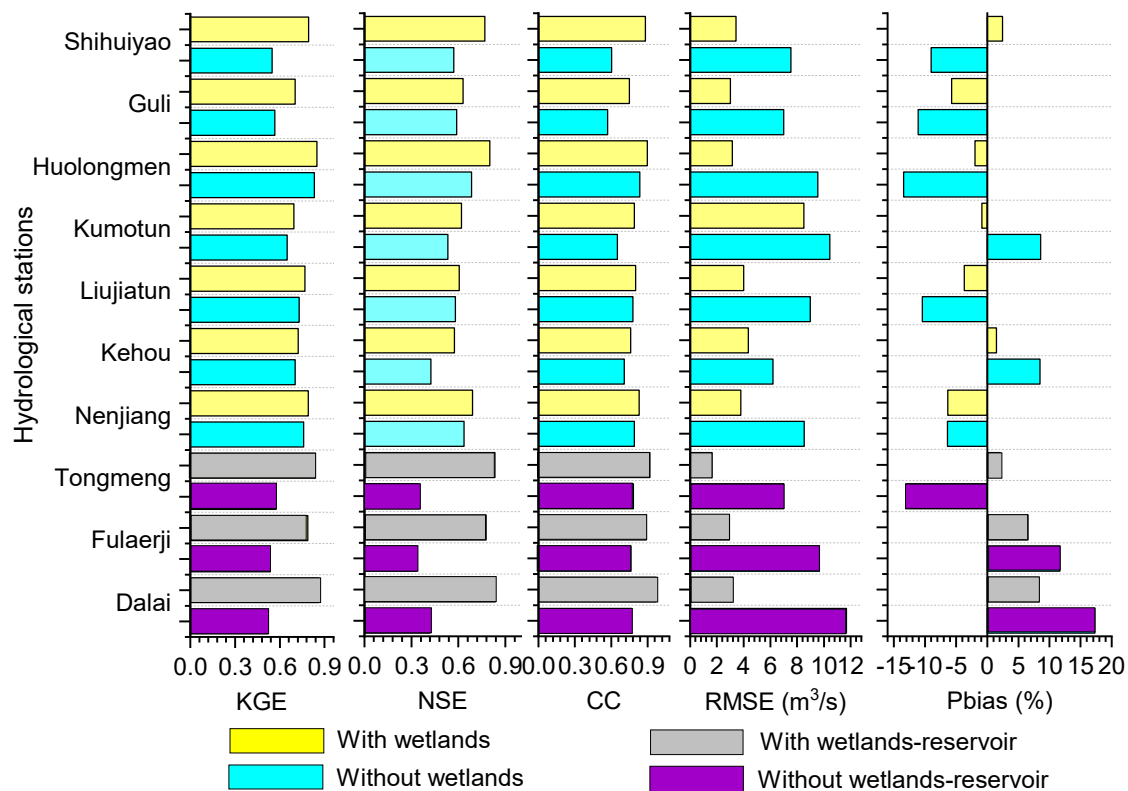 Hydrological stations
Shihuiyao
Guli
Huolongmen
Kumotun
Liujiatun
Kehou
Nenjiang
Tongmeng
Fulaerji
Dalai
0.0 0.3 0.6 0.9
0.0 0.3 0.6 0.9
0.0 0.3 0.6 0.9
0 2 4 6 8 10 12
-15 -10 -5 0 5 10 15 20
KGE
NSE
CC
RMSE (m³/s)
Pbias (%)
With wetlands
With wetlands-reservoir
Without wetlands
Without wetlands-reservoir